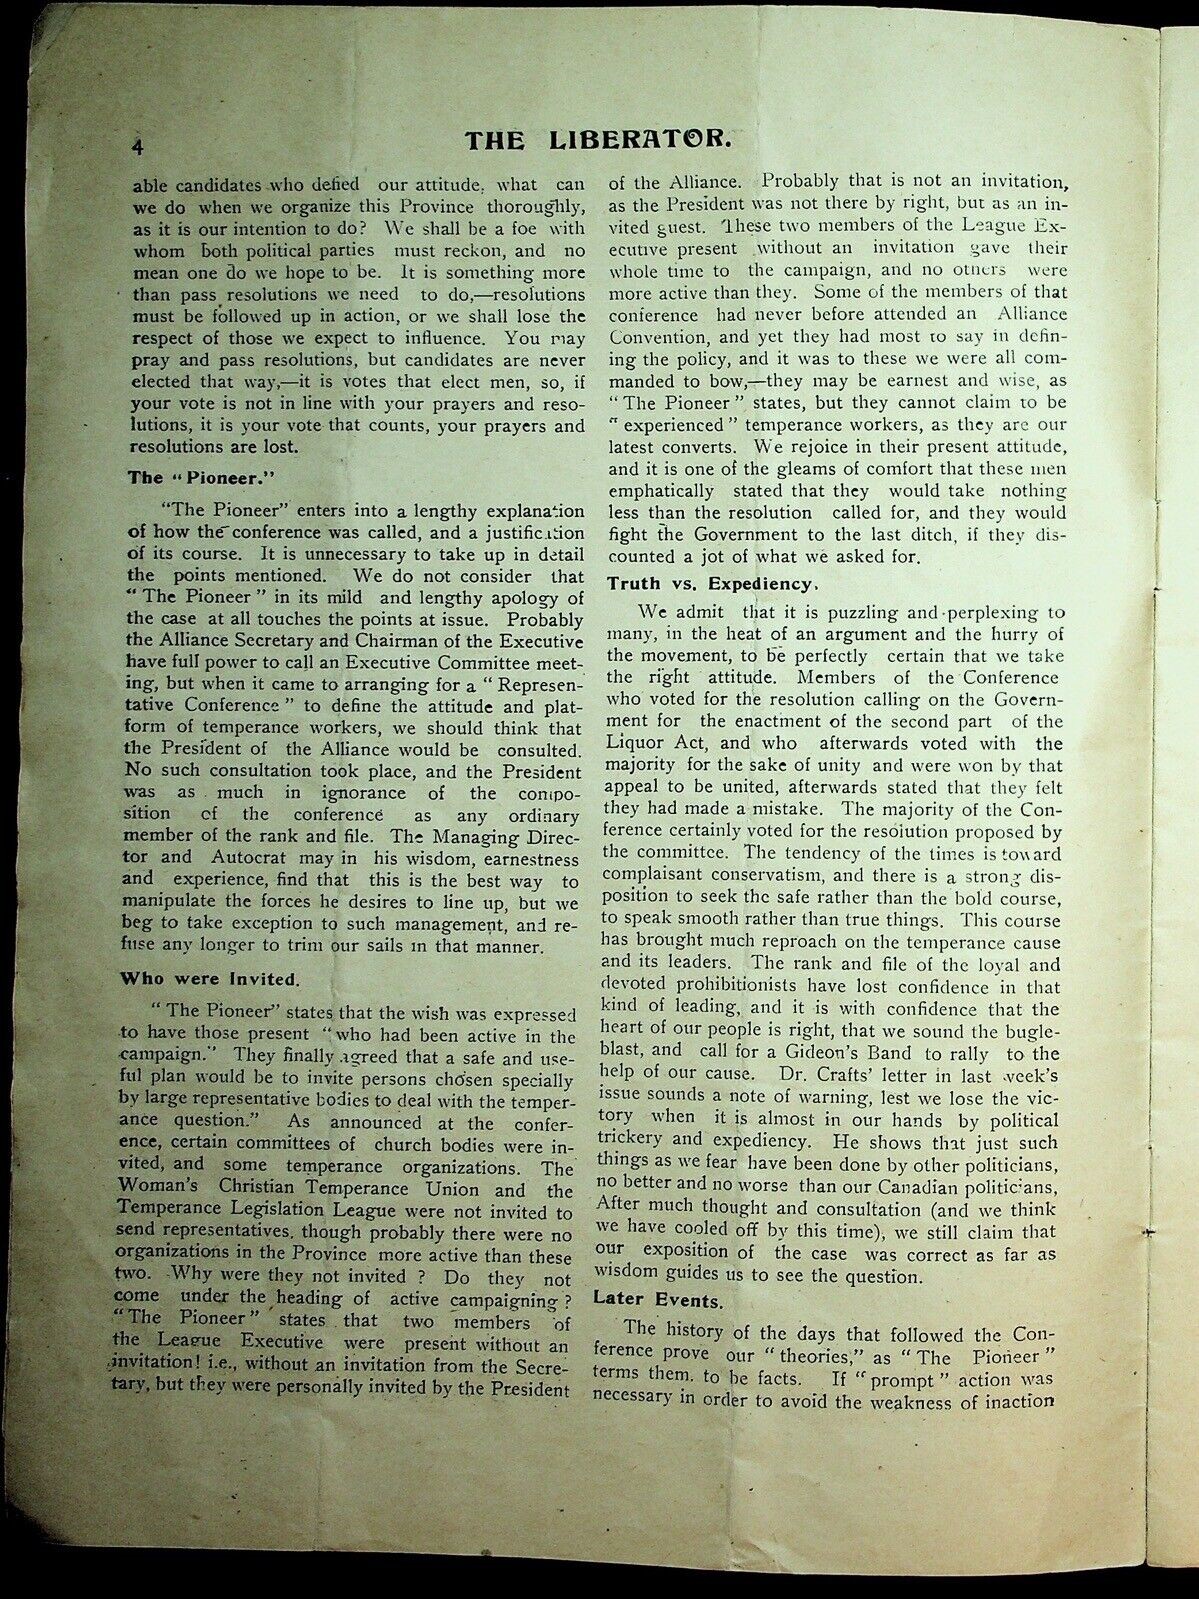 4
THE LIBERATOR.
able candidates who defied our attitude, what can
we do when we organize this Province thoroughly,
as it is our intention to do? We shall be a foe with
whom both political parties must reckon, and no
mean one do we hope to be. It is something more
than pass resolutions we need to do,—resolutions
must be followed up in action, or we shall lose the
respect of those we expect to influence. You may
pray and pass resolutions, but candidates are never
elected that way,—it is votes that elect men, so, if
your vote is not in line with your prayers and reso-
lutions, it is your vote that counts, your prayers and
resolutions are lost.
The "Pioneer."
"The Pioneer" enters into a lengthy explanation
of how the conference was called, and a justification
of its course. It is unnecessary to take up in detail
the points mentioned. We do not consider that
"The Pioneer" in its mild and lengthy apology of
the case at all touches the points at issue. Probably
the Alliance Secretary and Chairman of the Executive
have full power to call an Executive Committee meet-
ing, but when it came to arranging for a "Represen-
tative Conference" to define the attitude and plat-
form of temperance workers, we should think that
the President of the Alliance would be consulted.
No such consultation took place, and the President
was as much in ignorance of the compo-
sition of the conference as any ordinary
member of the rank and file. The Managing Direc-
tor and Autocrat may in his wisdom, earnestness
and experience, find that this is the best way to
manipulate the forces he desires to line up, but we
beg to take exception to such management, and re-
fuse any longer to trim our sails in that manner.
Who were Invited.
"The Pioneer" states that the wish was expressed
to have those present "who had been active in the
campaign." They finally agreed that a safe and use-
ful plan would be to invite persons chosen specially
by large representative bodies to deal with the temper-
ance question." As announced at the confer-
ence, certain committees of church bodies were in-
vited, and some temperance organizations. The
Woman's Christian Temperance Union and the
Temperance Legislation League were not invited to
send representatives, though probably there were no
organizations in the Province more active than these
two. Why were they not invited? Do they not
come under the heading of active campaigning?
"The Pioneer" states that two members of
the League Executive were present without an
invitation! i.e., without an invitation from the Secre-
tary, but they were personally invited by the President
of the Alliance. Probably that is not an invitation,
as the President was not there by right, but as an in-
vited guest. These two members of the League Ex-
ecutive present without an invitation gave their
whole time to the campaign, and no others were
more active than they. Some of the members of that
conference had never before attended an Alliance
Convention, and yet they had most to say in defin-
ing the policy, and it was to these we were all com-
manded to bow,—they may be earnest and wise, as
"The Pioneer" states, but they cannot claim to be
"experienced" temperance workers, as they are our
latest converts. We rejoice in their present attitude,
and it is one of the gleams of comfort that these men
emphatically stated that they would take nothing
less than the resolution called for, and they would
fight the Government to the last ditch, if they dis-
counted a jot of what we asked for.
Truth vs. Expediency.
We admit that it is puzzling and perplexing to
many, in the heat of an argument and the hurry of
the movement, to be perfectly certain that we take
the right attitude. Members of the Conference
who voted for the resolution calling on the Govern-
ment for the enactment of the second part of the
Liquor Act, and who afterwards voted with the
majority for the sake of unity and were won by that
appeal to be united, afterwards stated that they felt
they had made a mistake. The majority of the Con-
ference certainly voted for the resolution proposed by
the committee. The tendency of the times is toward
complaisant conservatism, and there is a strong dis-
position to seek the safe rather than the bold course,
to speak smooth rather than true things. This course
has brought much reproach on the temperance cause
and its leaders. The rank and file of the loyal and
devoted prohibitionists have lost confidence in that
kind of leading, and it is with confidence that the
heart of our people is right, that we sound the bugle-
blast, and call for a Gideon's Band to rally to the
help of our cause. Dr. Crafts' letter in last week's
issue sounds a note of warning, lest we lose the vic-
tory when it is almost in our hands by political
trickery and expediency. He shows that just such
things as we fear have been done by other politicians,
no better and no worse than our Canadian politicians,
After much thought and consultation (and we think
we have cooled off by this time), we still claim that
our exposition of the case was correct as far as
wisdom guides us to see the question.
Later Events.
The history of the days that followed the Con-
ference prove our "theories," as "The Pioneer"
terms them, to be facts. If "prompt" action was
necessary in order to avoid the weakness of inaction